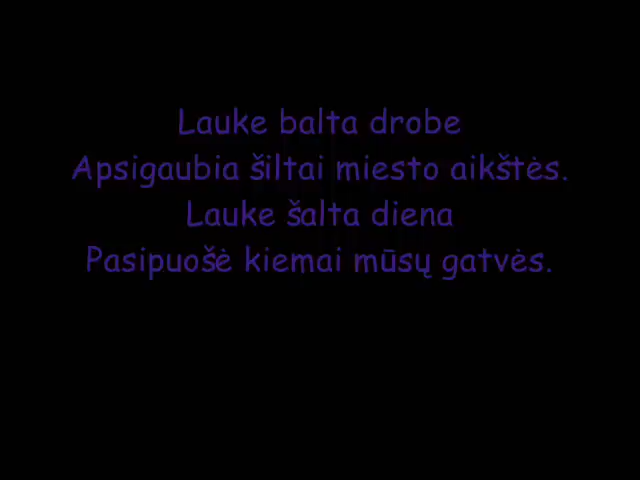 Lauke balta drobe
Apsigaubia šiltai miesto aikštės.
Lauke šalta diena
Pasipuošė kiemai mūsų gatvės.